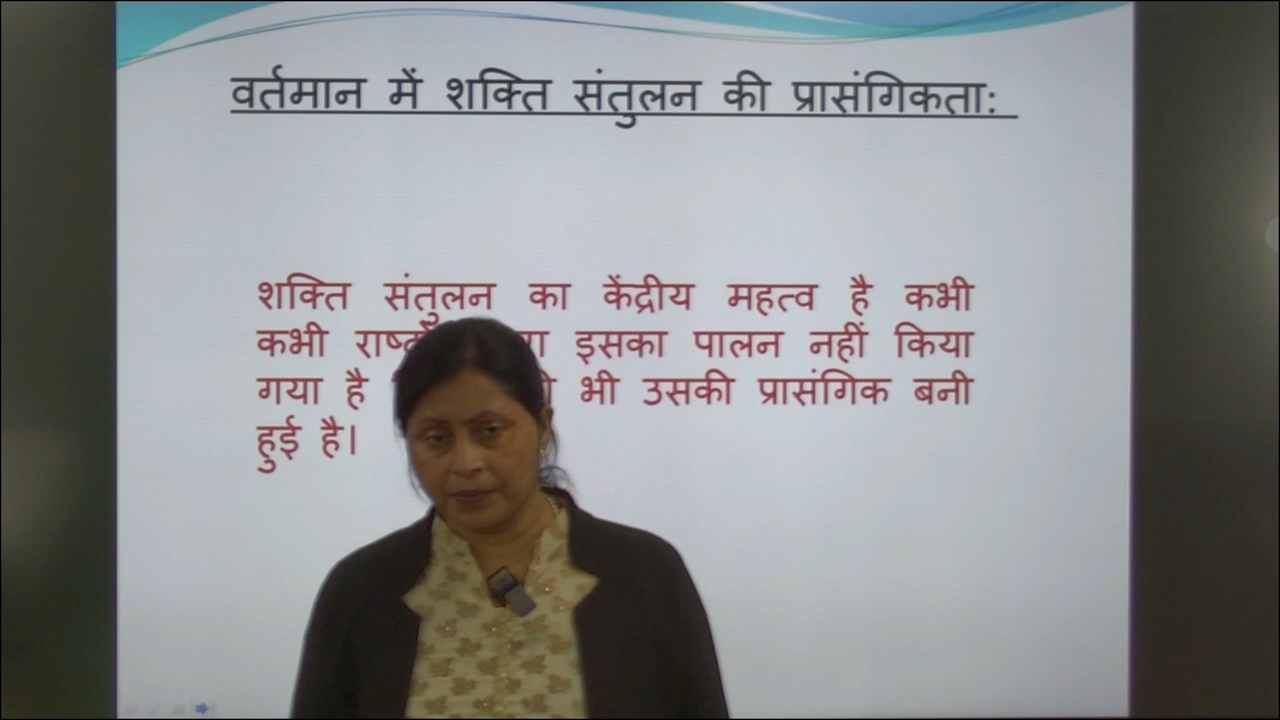 वर्तमान में शक्ति संतुलन की प्रासंगिकताः
शक्ति संतुलन का केंद्रीय महत्व है कभी
कभी इसका पालन नहीं किया
गया है भी उसकी प्रासंगिक बनी
हुई है।